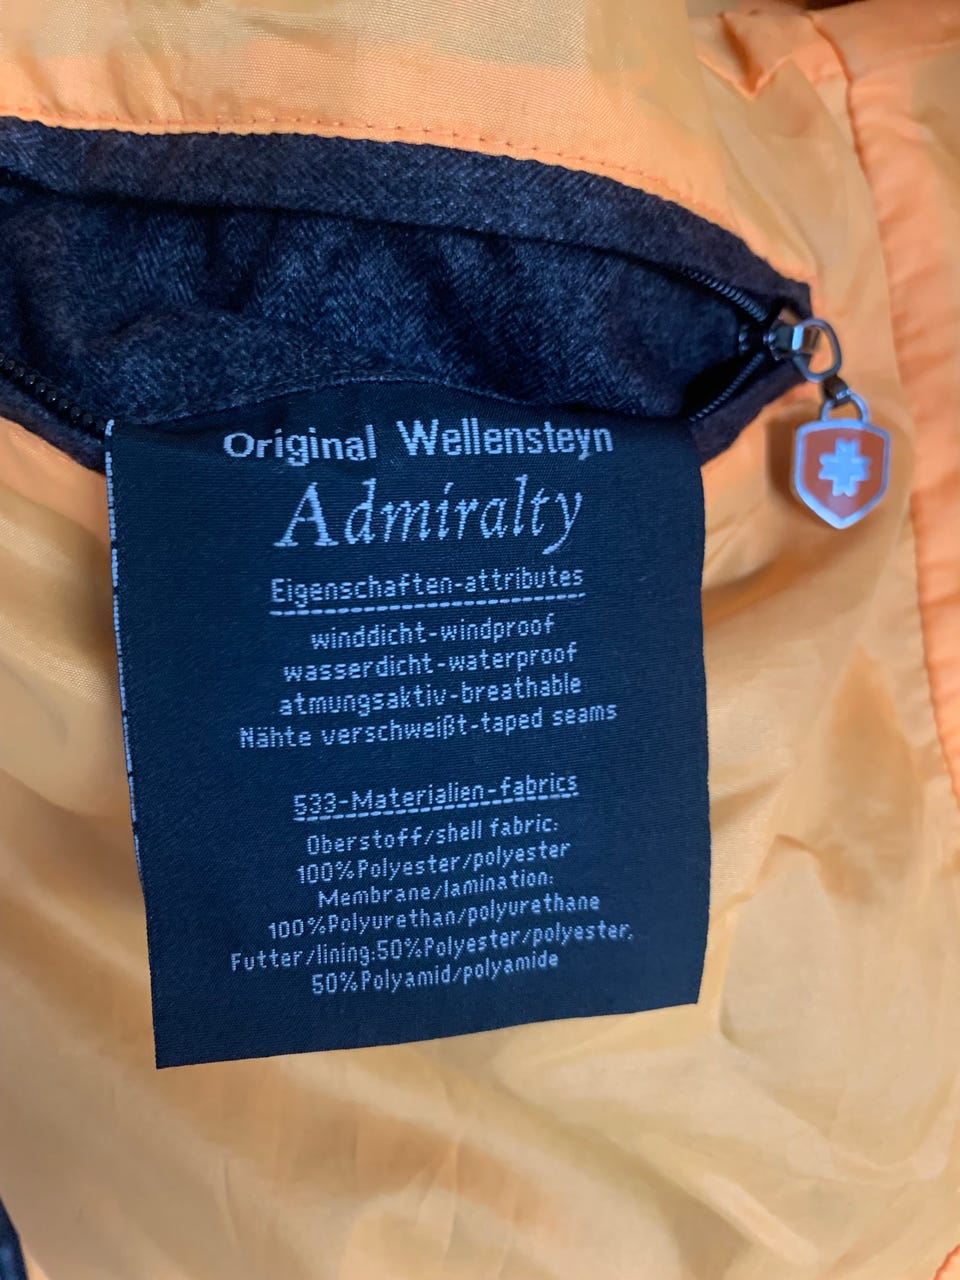 Original Wellensteyn
Admiralty
Eigenschaften-attributes
winddicht-windproof
wasserdicht-waterproof
atmungsaktiv-breathable
Nähte verschweißt-taped seams
533-Materialien-fabrics
Oberstoff/shell fabric:
100%Polyester/polyester
Membrane/lamination:
100%Polyurethan/polyurethane
Futter/lining:50%Polyester/polyester,
50%Polyamid/polyamide